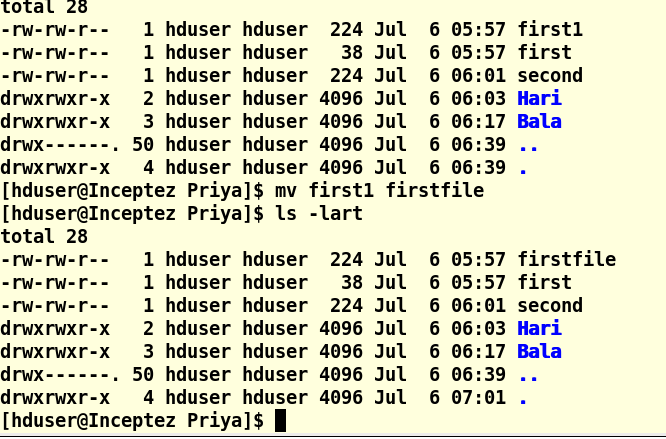 total 28
-rw-rw-r--   1 hduser hduser  224 Jul  6 05:57 first1
-rw-rw-r--   1 hduser hduser   38 Jul  6 05:57 first
-rw-rw-r--   1 hduser hduser  224 Jul  6 06:01 second
drwxrwxr-x   2 hduser hduser 4096 Jul  6 06:03 Hari
drwxrwxr-x   3 hduser hduser 4096 Jul  6 06:17 Bala
drwx------. 50 hduser hduser 4096 Jul  6 06:39 ..
drwxrwxr-x   4 hduser hduser 4096 Jul  6 06:39 .
[hduser@Inceptez Priya]$ mv first1 firstfile
[hduser@Inceptez Priya]$ ls -lart
total 28
-rw-rw-r--   1 hduser hduser  224 Jul  6 05:57 firstfile
-rw-rw-r--   1 hduser hduser   38 Jul  6 05:57 first
-rw-rw-r--   1 hduser hduser  224 Jul  6 06:01 second
drwxrwxr-x   2 hduser hduser 4096 Jul  6 06:03 Hari
drwxrwxr-x   3 hduser hduser 4096 Jul  6 06:17 Bala
drwx------. 50 hduser hduser 4096 Jul  6 06:39 ..
drwxrwxr-x   4 hduser hduser 4096 Jul  6 07:01 .
[hduser@Inceptez Priya]$